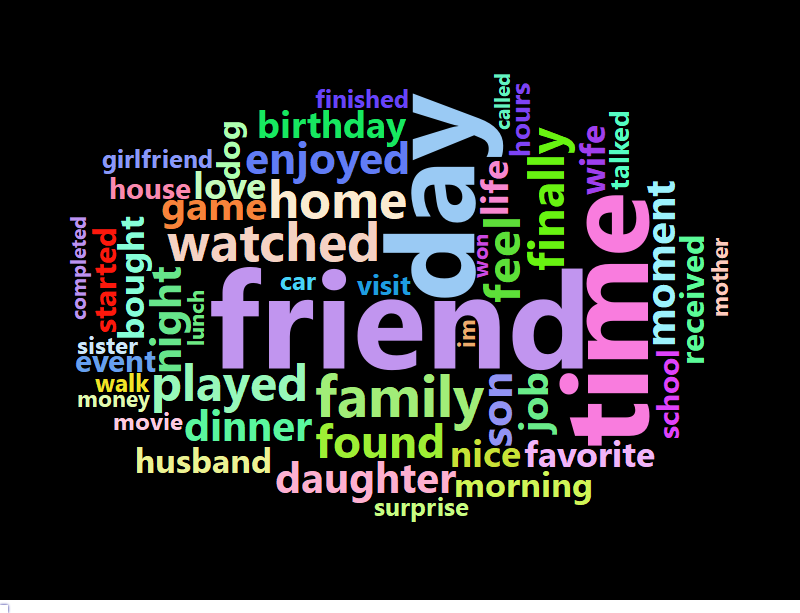 finished
called
hours
birthday
dog
day
finally
wife
talked
girlfriend
enjoyed
life
house
love
home
moment
game
time
completed
started
bought
watched
feel
won
received
mother
night
lunch
car
visit
friend
im
sister
event
walk
played
money
family
son
job
school
movie
dinner
found
nice
favorite
husband
daughter
morning
surprise